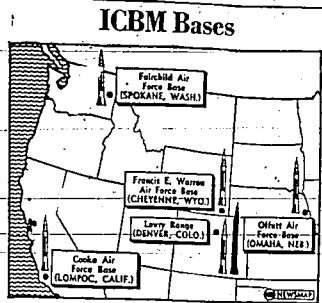 ICBM Bases
Fairchild Air
Force Base
(SPOKANE, WASH.)
Francis E. Warren
Air Force Base
(CHEYENNE, WYO.)
Lowry Range
(DENVER, COLO.)
Offutt Air
Force Base
(OMAHA, NEB.)
Cooke Air
Force Base
(LOMPOC, CALIF.)
NEWSMAP